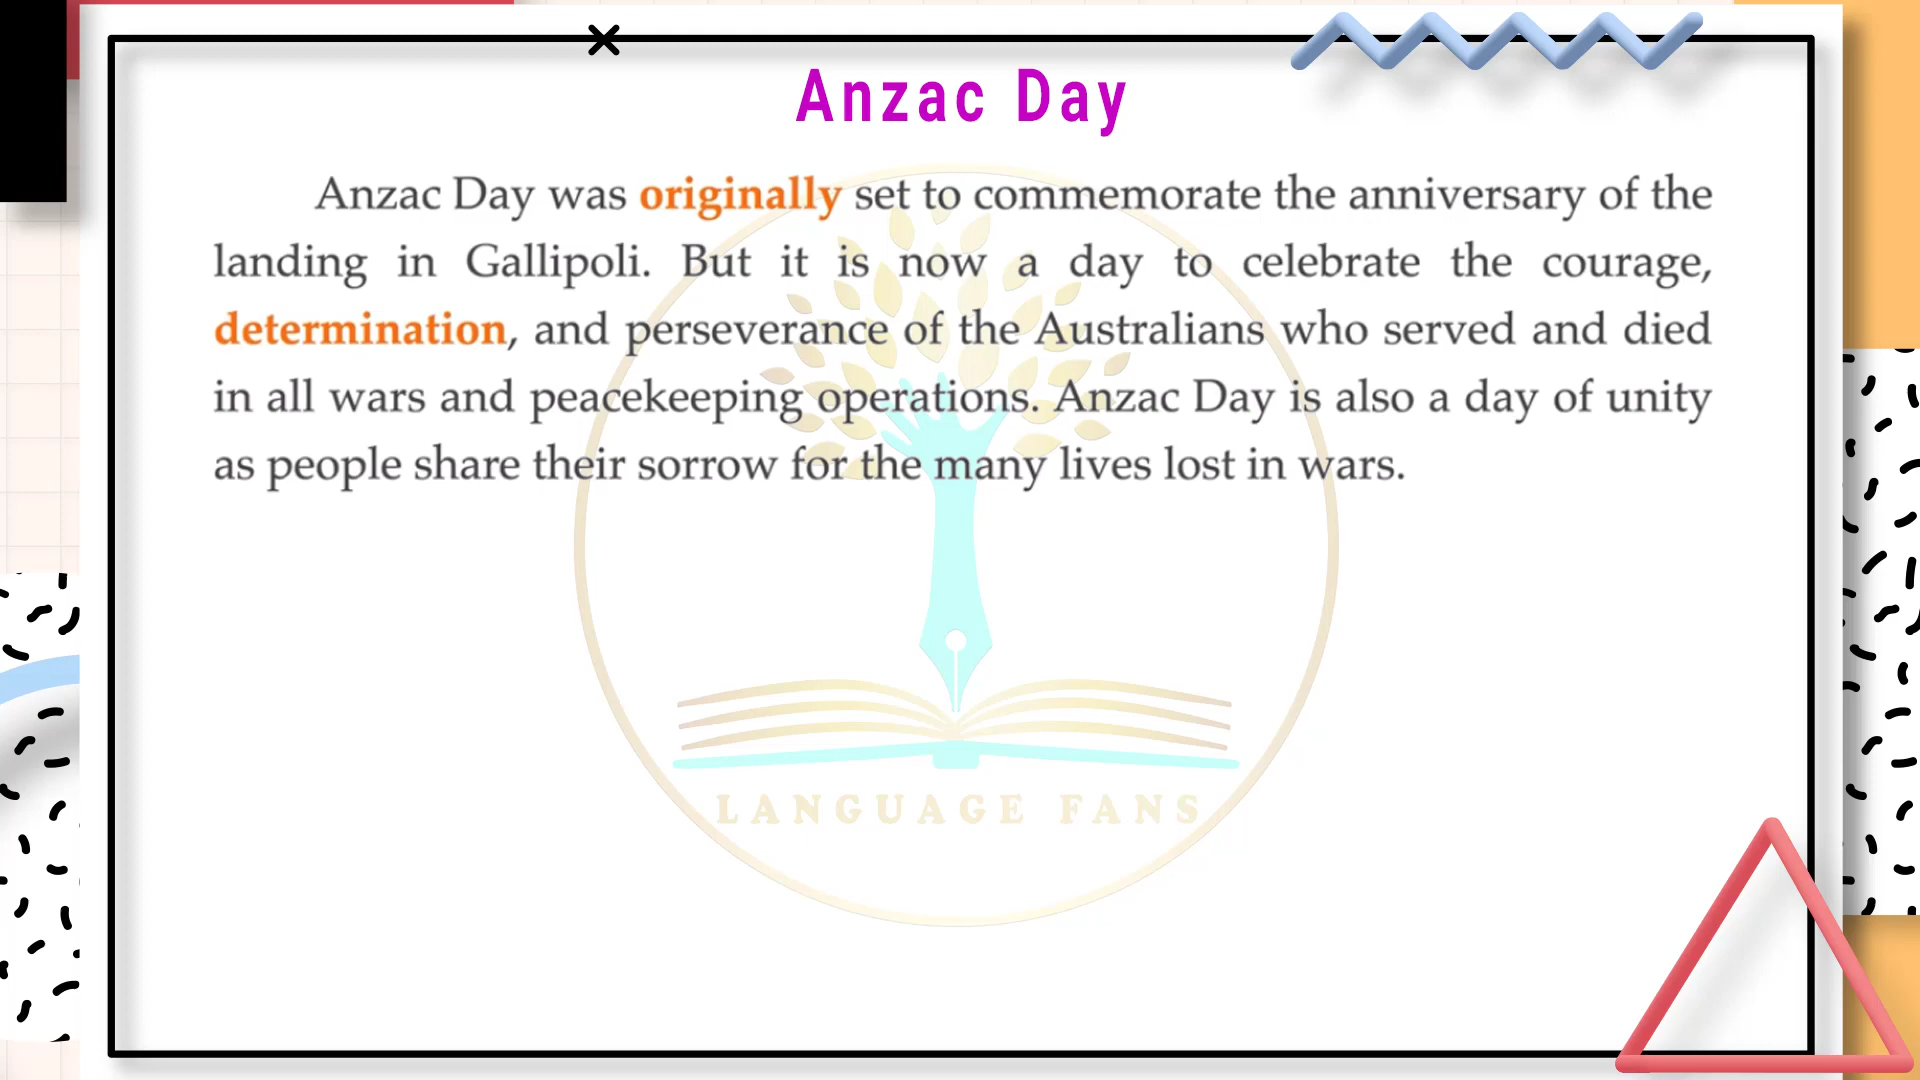 Anzac Day
Anzac Day was originally set to commemorate the anniversary of the
landing in Gallipoli. But it is now a day to celebrate the courage,
determination, and perseverance of the Australians who served and died
in all wars and peacekeeping operations. Anzac Day is also a day of unity
as people share their sorrow for the many lives lost in wars.
LANGUAGE FANS